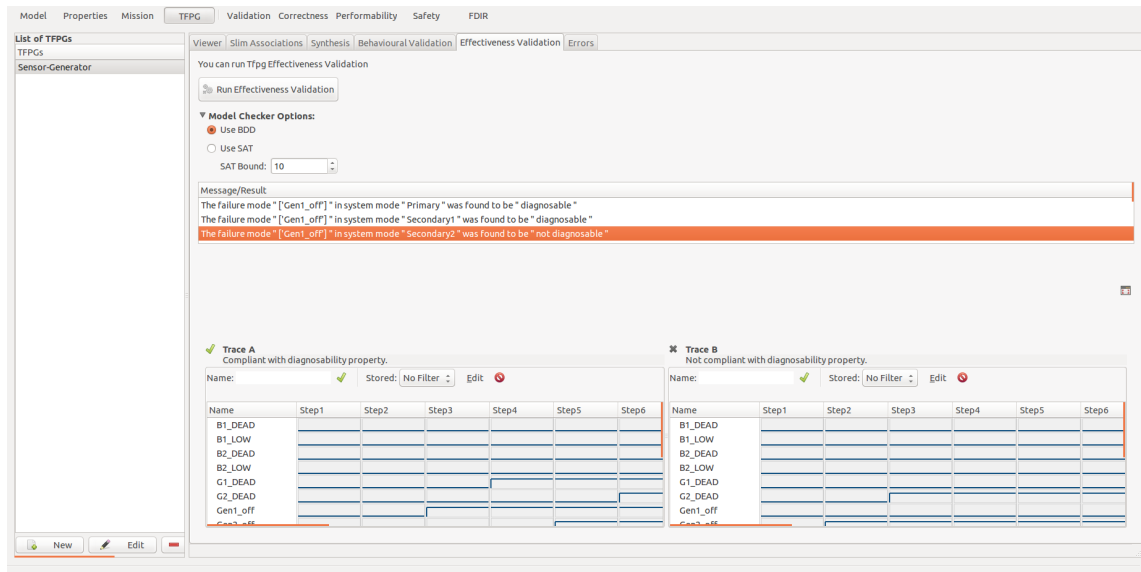 Model Properties Mission TFPG Validation Correctness Performability Safety FDIR
List of TFPGs
TFPGs
Sensor-Generator
Viewer Slim Associations Synthesis Behavioural Validation Effectiveness Validation Errors
You can run Tfpg Effectiveness Validation
Run Effectiveness Validation
Model Checker Options:
Use BDD
Use SAT
SAT Bound: 10
Message/Result
The failure mode " ['Gen1_off'] " in system mode " Primary " was found to be " diagnosable "
The failure mode " ['Gen1_off'] " in system mode " Secondary1 " was found to be " diagnosable "
The failure mode " ['Gen1_off'] " in system mode " Secondary2 " was found to be " not diagnosable "
Trace A
Compliant with diagnosability property.
Name: Stored: No Filter Edit
Name Step1 Step2 Step3 Step4 Step5 Step6
B1_DEAD
B1_LOW
B2_DEAD
B2_LOW
G1_DEAD
G2_DEAD
Gen1_off
Gen2_off
Trace B
Not compliant with diagnosability property.
Name: Stored: No Filter Edit
Name Step1 Step2 Step3 Step4 Step5 Step6
B1_DEAD
B1_LOW
B2_DEAD
B2_LOW
G1_DEAD
G2_DEAD
Gen1_off
Gen2_off
New Edit